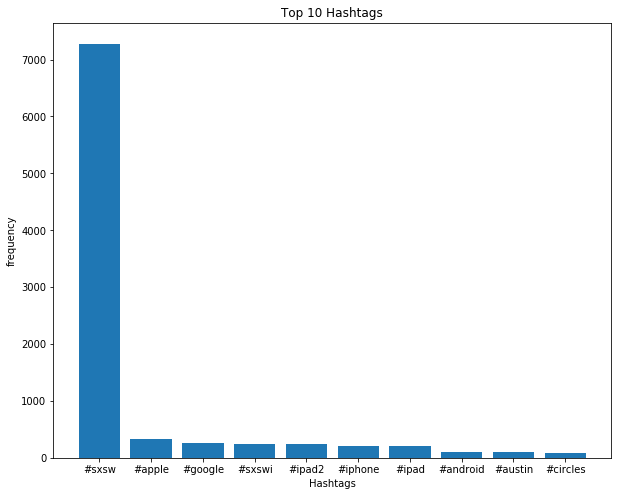 Top 10 Hashtags
7000
6000
5000
4000
3000
2000
1000
0
frequency
#sxsw #apple #google #sxswi #ipad2 #iphone #ipad #android #austin #circles
Hashtags